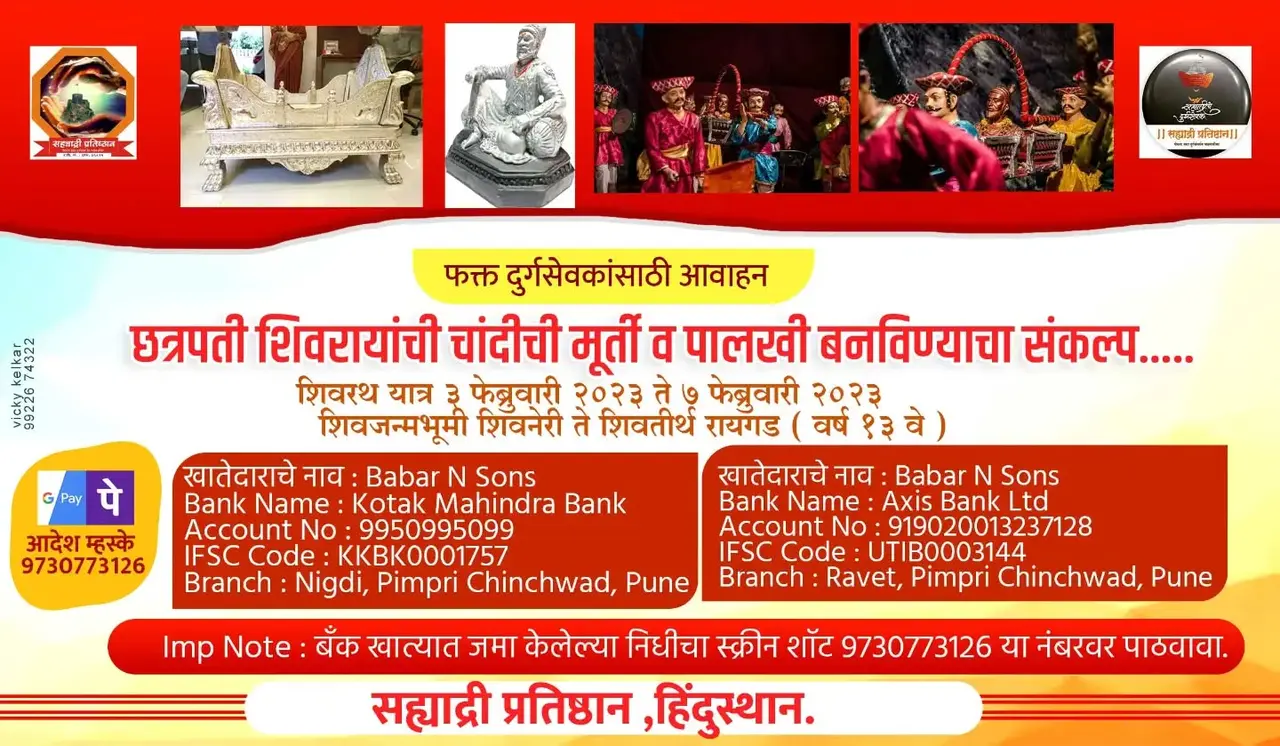 सह्याद्री प्रतिष्ठान
|| सह्याद्री प्रतिष्ठान ||
फक्त दुर्गसेवकांसाठी आवाहन
छत्रपती शिवरायांची चांदीची मूर्ती व पालखी बनविण्याचा संकल्प.....
शिवरथ यात्र ३ फेब्रुवारी २०२३ ते ७ फेब्रुवारी २०२३
शिवजन्मभूमी शिवनेरी ते शिवतीर्थ रायगड ( वर्ष १३ वे )
vicky kelkar
99226 74322
G Pay पे
आदेश म्हस्के
9730773126
खातेदाराचे नाव : Babar N Sons
Bank Name : Kotak Mahindra Bank
Account No : 9950995099
IFSC Code : KKBK0001757
Branch : Nigdi, Pimpri Chinchwad, Pune
खातेदाराचे नाव : Babar N Sons
Bank Name : Axis Bank Ltd
Account No : 919020013237128
IFSC Code : UTIB0003144
Branch : Ravet, Pimpri Chinchwad, Pune
Imp Note : बँक खात्यात जमा केलेल्या निधीचा स्क्रीन शॉट 9730773126 या नंबरवर पाठवावा.
सह्याद्री प्रतिष्ठान ,हिंदुस्थान.